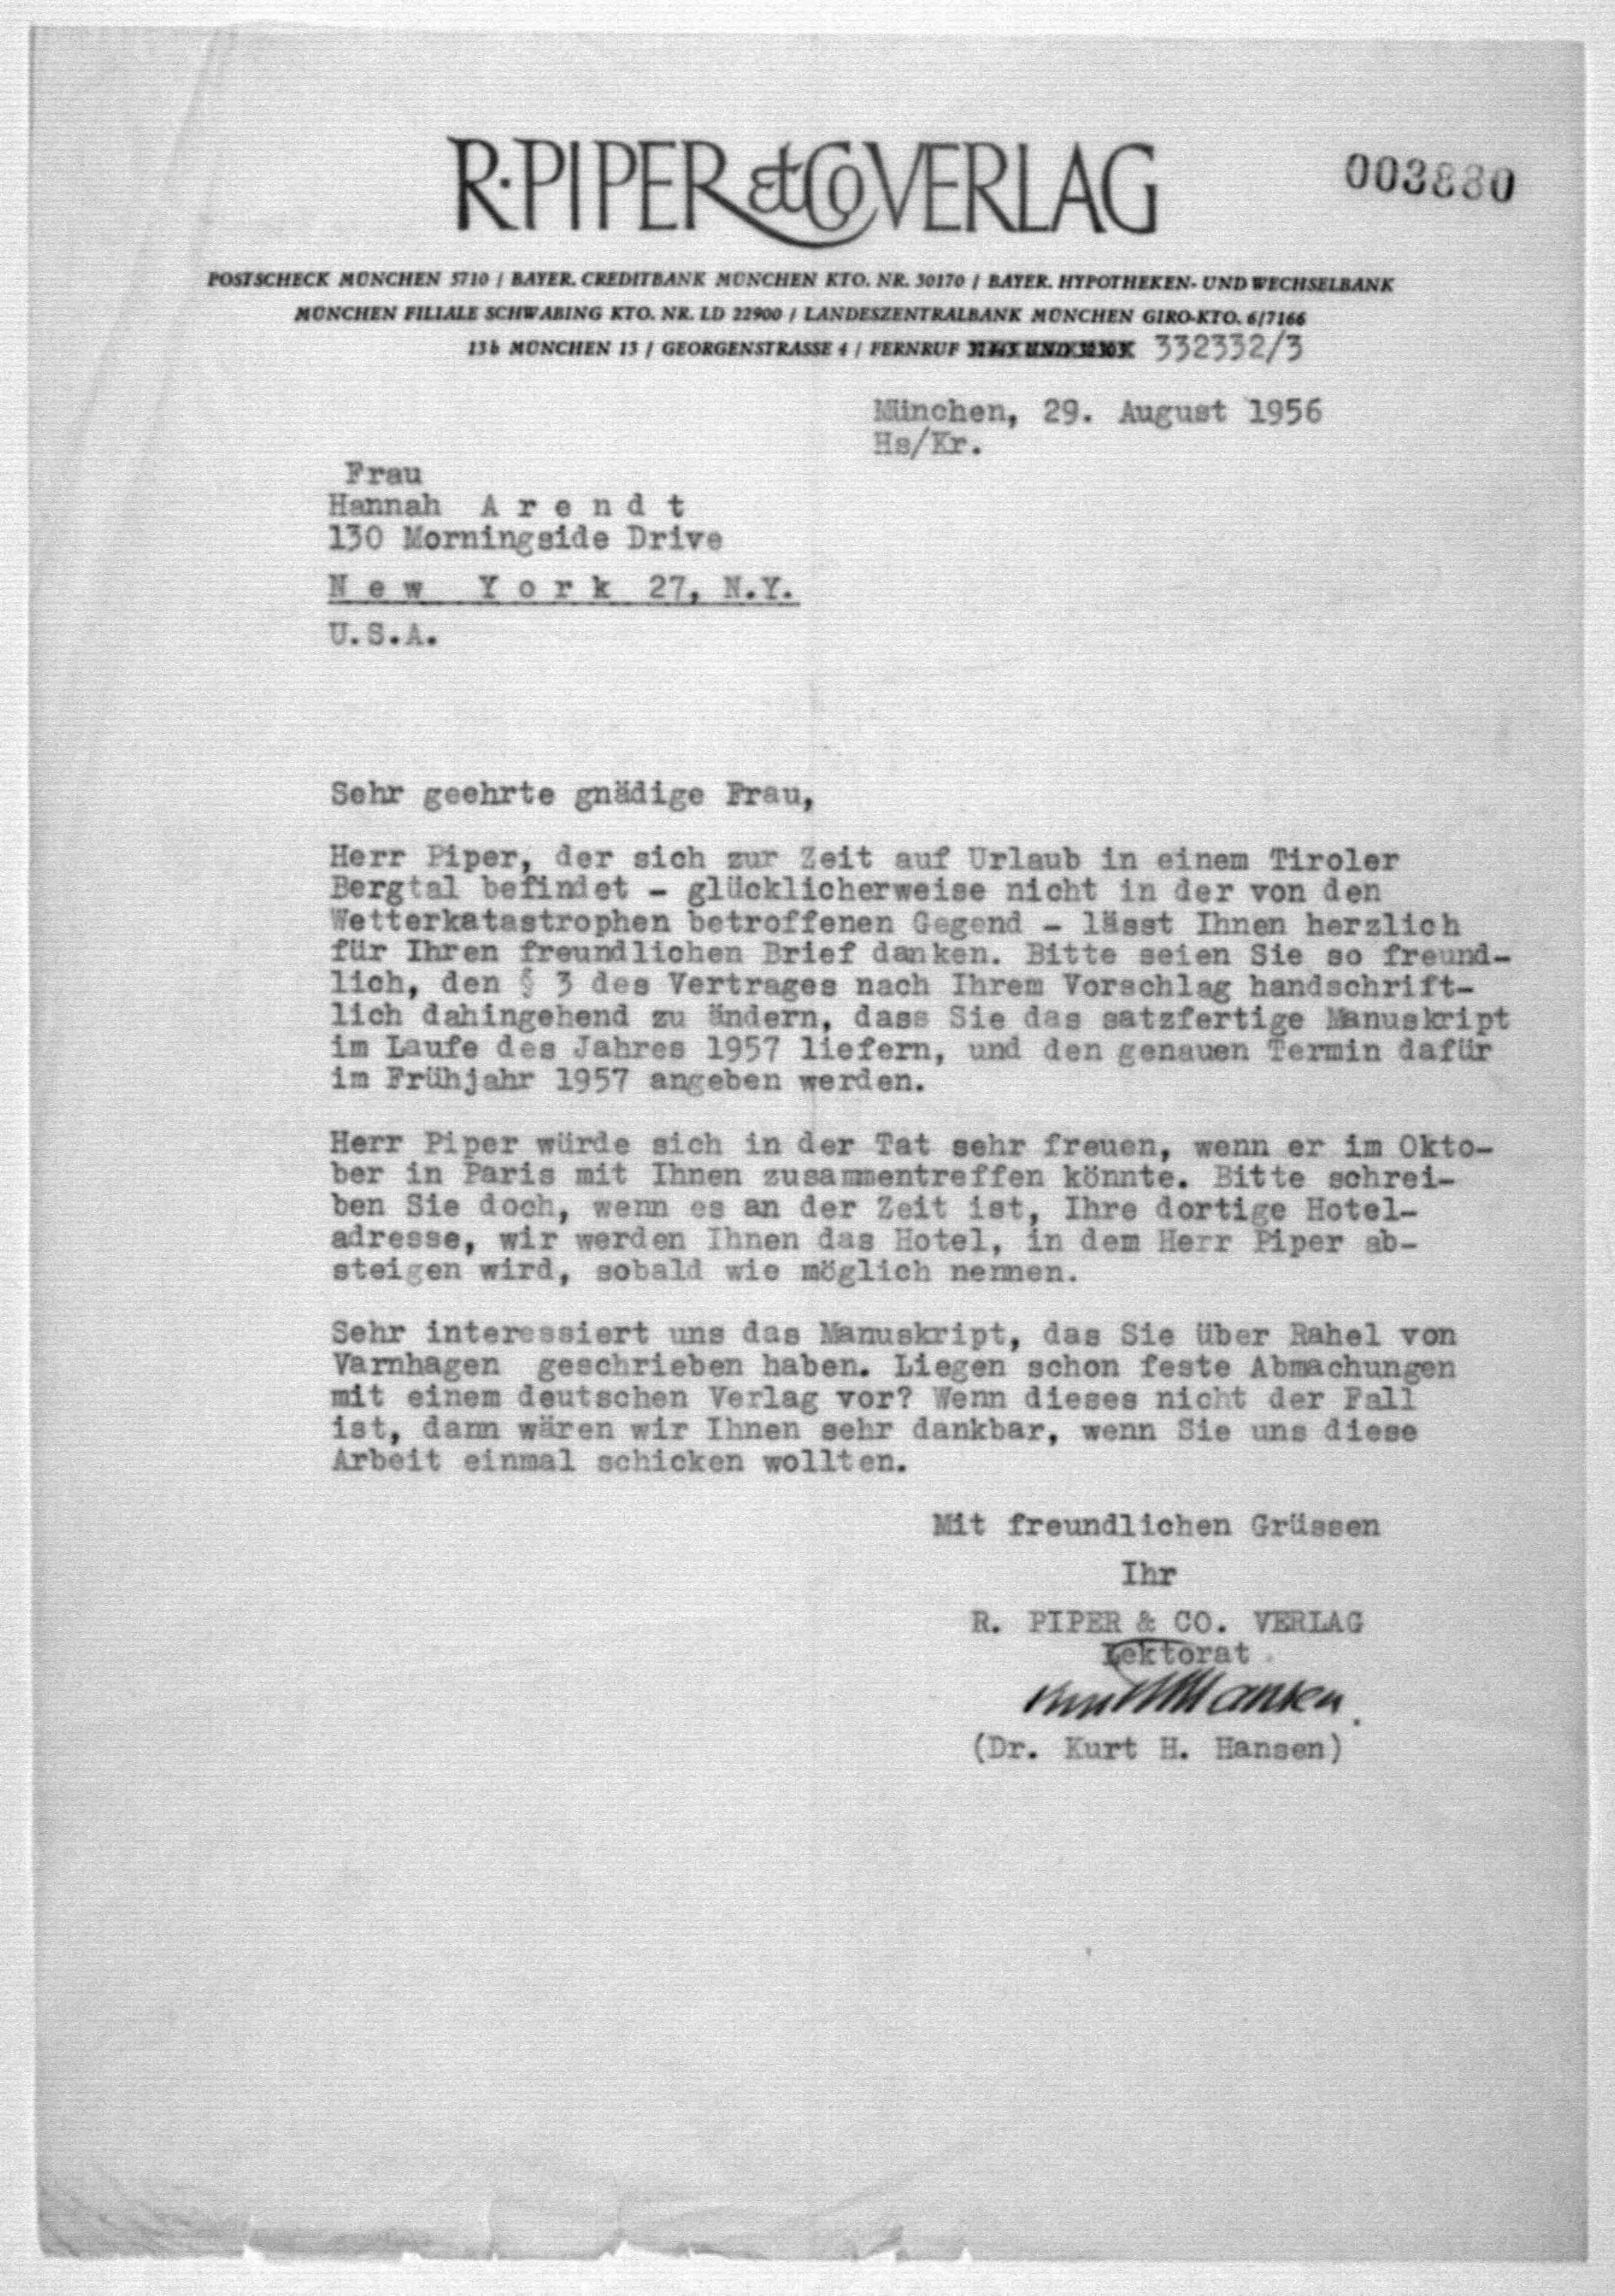 R·PIPER & CO VERLAG
003880
POSTSCHECK MÜNCHEN 5710 / BAYER. CREDITBANK MÜNCHEN KTO. NR. 30170 / BAYER. HYPOTHEKEN- UND WECHSELBANK
MÜNCHEN FILIALE SCHWABING KTO. NR. LD 22900 / LANDESZENTRALBANK MÜNCHEN GIRO-KTO. 6/7166
13b MÜNCHEN 13 / GEORGENSTRASSE 4 / FERNRUF 332332/3
München, 29. August 1956
Hs/Kr.
Frau
Hannah A r e n d t
130 Morningside Drive
N e w Y o r k 27, N.Y.
U.S.A.
Sehr geehrte gnädige Frau,
Herr Piper, der sich zur Zeit auf Urlaub in einem Tiroler
Bergtal befindet - glücklicherweise nicht in der von den
Wetterkatastrophen betroffenen Gegend - lässt Ihnen herzlich
für Ihren freundlichen Brief danken. Bitte seien Sie so freund-
lich, den § 3 des Vertrages nach Ihrem Vorschlag handschrift-
lich dahingehend zu ändern, dass Sie das satzfertige Manuskript
im Laufe des Jahres 1957 liefern, und den genauen Termin dafür
im Frühjahr 1957 angeben werden.
Herr Piper würde sich in der Tat sehr freuen, wenn er im Okto-
ber in Paris mit Ihnen zusammentreffen könnte. Bitte schrei-
ben Sie doch, wenn es an der Zeit ist, Ihre dortige Hotel-
adresse, wir werden Ihnen das Hotel, in dem Herr Piper ab-
steigen wird, sobald wie möglich nennen.
Sehr interessiert uns das Manuskript, das Sie über Rahel von
Varnhagen geschrieben haben. Liegen schon feste Abmachungen
mit einem deutschen Verlag vor? Wenn dieses nicht der Fall
ist, dann wären wir Ihnen sehr dankbar, wenn Sie uns diese
Arbeit einmal schicken wollten.
Mit freundlichen Grüssen
Ihr
R. PIPER & CO. VERLAG
Lektorat
Kurt H Hansen.
(Dr. Kurt H. Hansen)